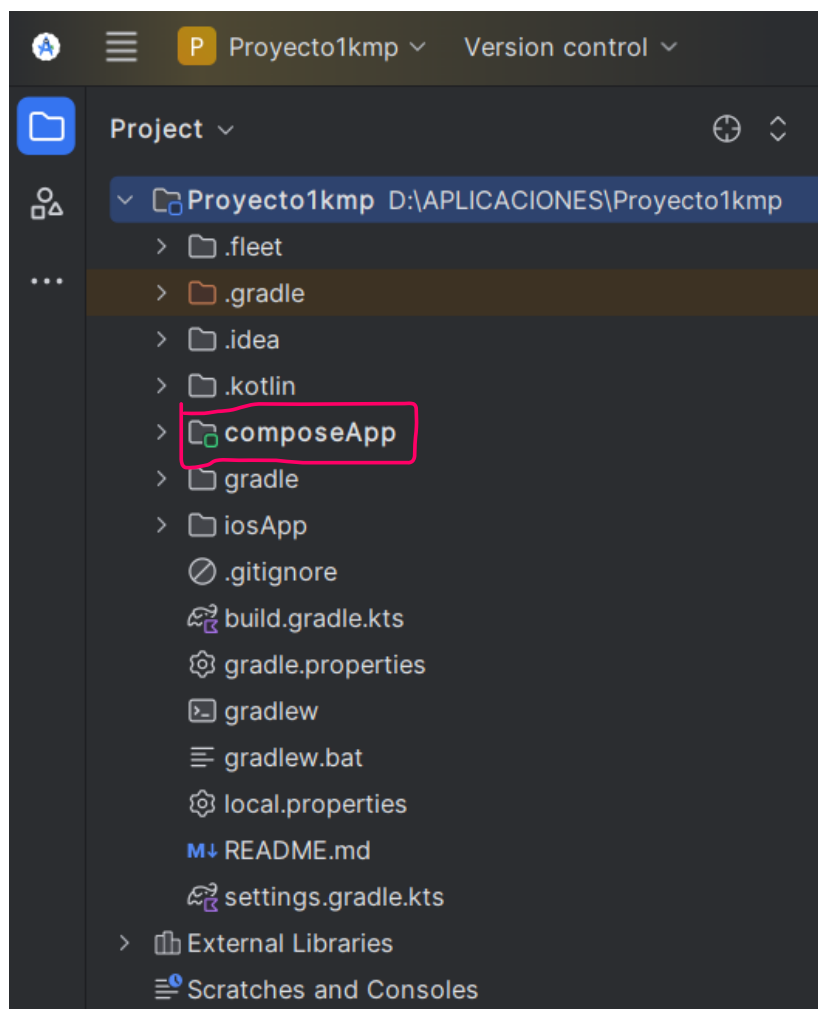 P Proyecto1kmp Version control
Project
Proyecto1kmp D:\APLICACIONES\Proyecto1kmp
.fleet
.gradle
.idea
.kotlin
composeApp
gradle
iosApp
.gitignore
build.gradle.kts
gradle.properties
gradlew
gradlew.bat
local.properties
M↓ README.md
settings.gradle.kts
External Libraries
Scratches and Consoles